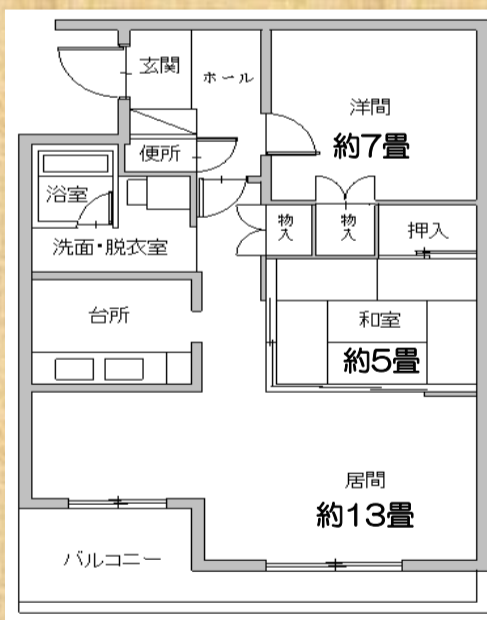 玄関
ホール
洋間
約7畳
便所
浴室
洗面・脱衣室
物入
物入
押入
台所
和室
約5畳
居間
約13畳
バルコニー